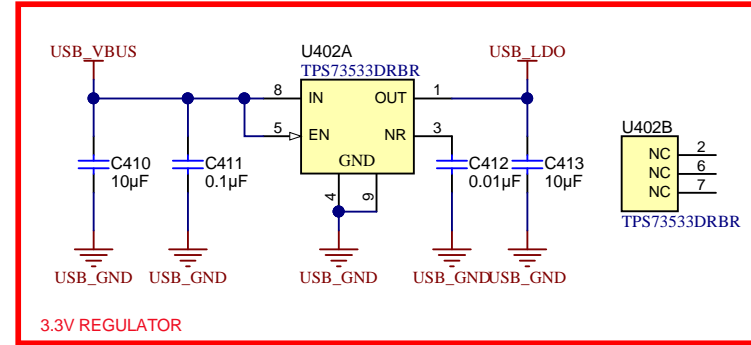 USB_VBUS
U402A
TPS73533DRBR
USB_LDO
8
IN
OUT
1
5
EN
NR
3
GND
4
9
C410
10µF
C411
0.1µF
C412
0.01µF
C413
10µF
U402B
NC
2
NC
6
NC
7
TPS73533DRBR
USB_GND
USB_GND
USB_GND
USB_GND
USB_GND
3.3V REGULATOR